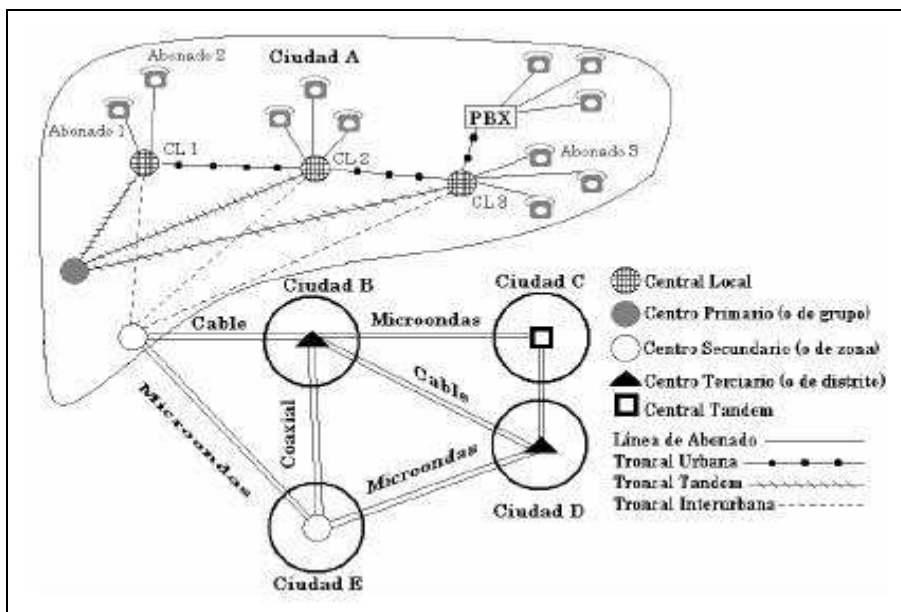 Abonado 2
Ciudad A
Abonado 1
CL 1
CL 2
PBX
Abonado 3
CL 3
Ciudad B
Ciudad C
Cable
Microondas
Cable
Microondas
Coaxial
Microondas
Ciudad D
Ciudad E
Central Local
Centro Primario (o de grupo)
Centro Secundario (o de zona)
Centro Terciario (o de distrito)
Central Tandem
Línea de Abonado
Troncal Urbana
Troncal Tandem
Troncal Interurbana